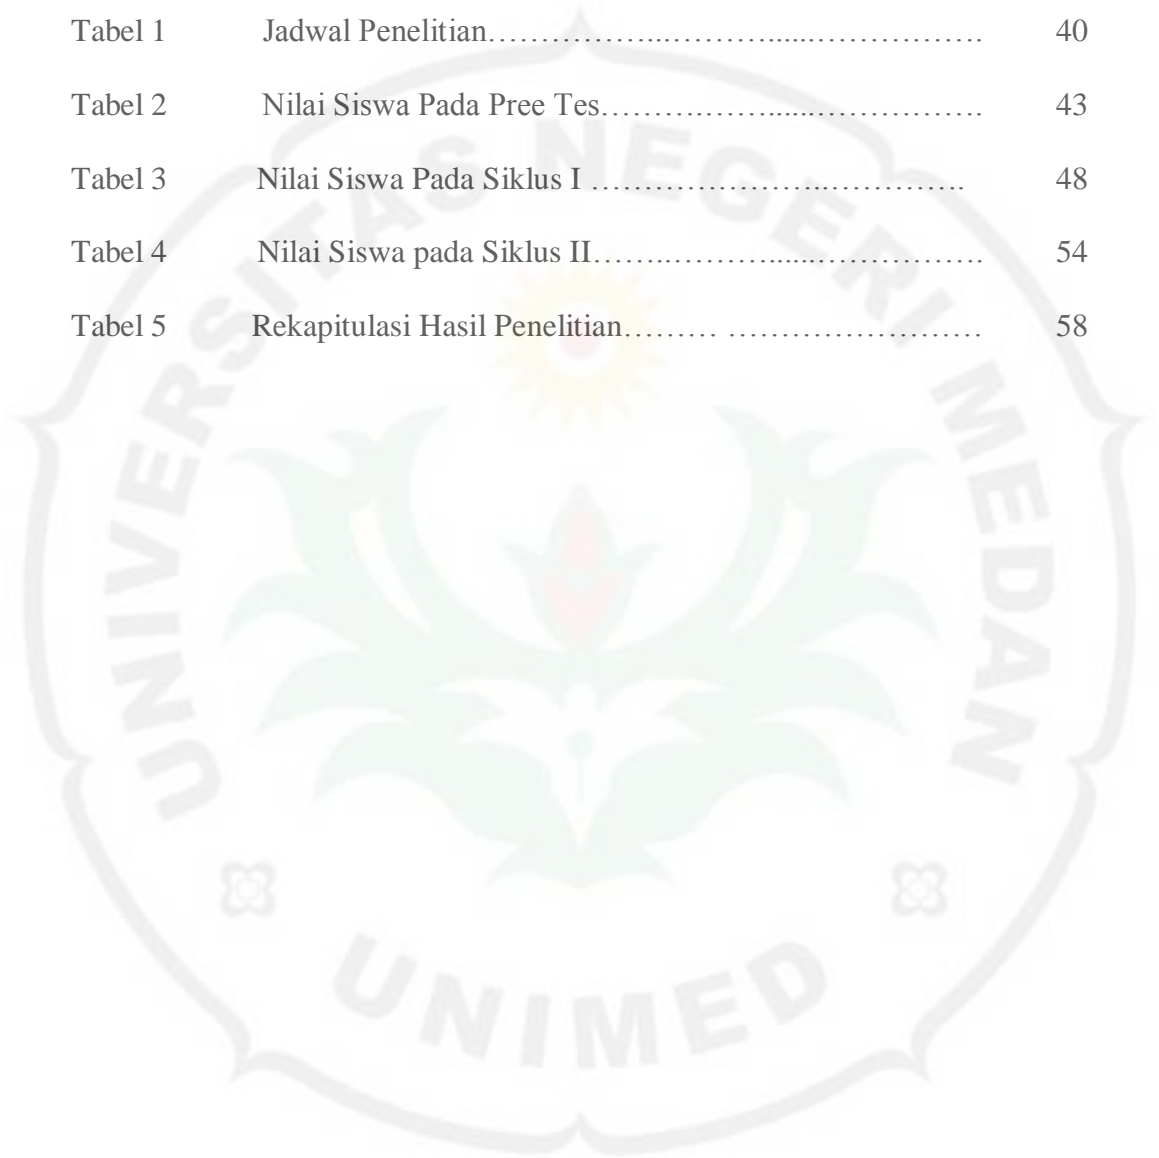 Tabel 1 Jadwal Penelitian……………...………......……………. 40
Tabel 2 Nilai Siswa Pada Pree Tes……………......……………. 43
Tabel 3 Nilai Siswa Pada Siklus I …………………..…………. 48
Tabel 4 Nilai Siswa pada Siklus II……..………......……………. 54
Tabel 5 Rekapitulasi Hasil Penelitian……… …………………… 58
UNIVERSITAS NEGERI MEDAN
UNIMED